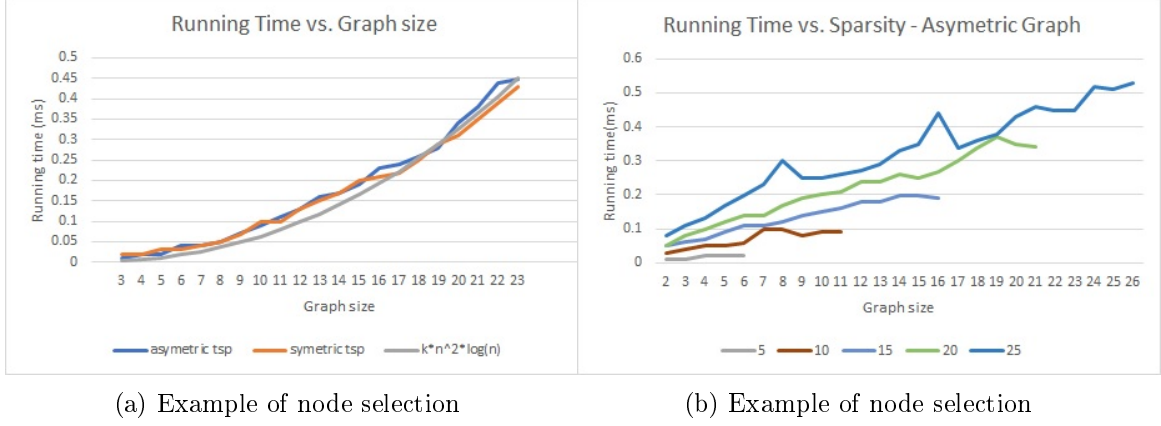 Running Time vs. Graph size
0.5
0.45
0.4
0.35
0.3
0.25
0.2
0.15
0.1
0.05
0
Running time (ms)
3 4 5 6 7 8 9 10 11 12 13 14 15 16 17 18 19 20 21 22 23
Graph size
asymetric tsp symetric tsp k*n^2*log(n)
(a) Example of node selection
Running Time vs. Sparsity - Asymetric Graph
0.6
0.5
0.4
0.3
0.2
0.1
0
Running time(ms)
2 3 4 5 6 7 8 9 10 11 12 13 14 15 16 17 18 19 20 21 22 23 24 25 26
Graph size
5 10 15 20 25
(b) Example of node selection